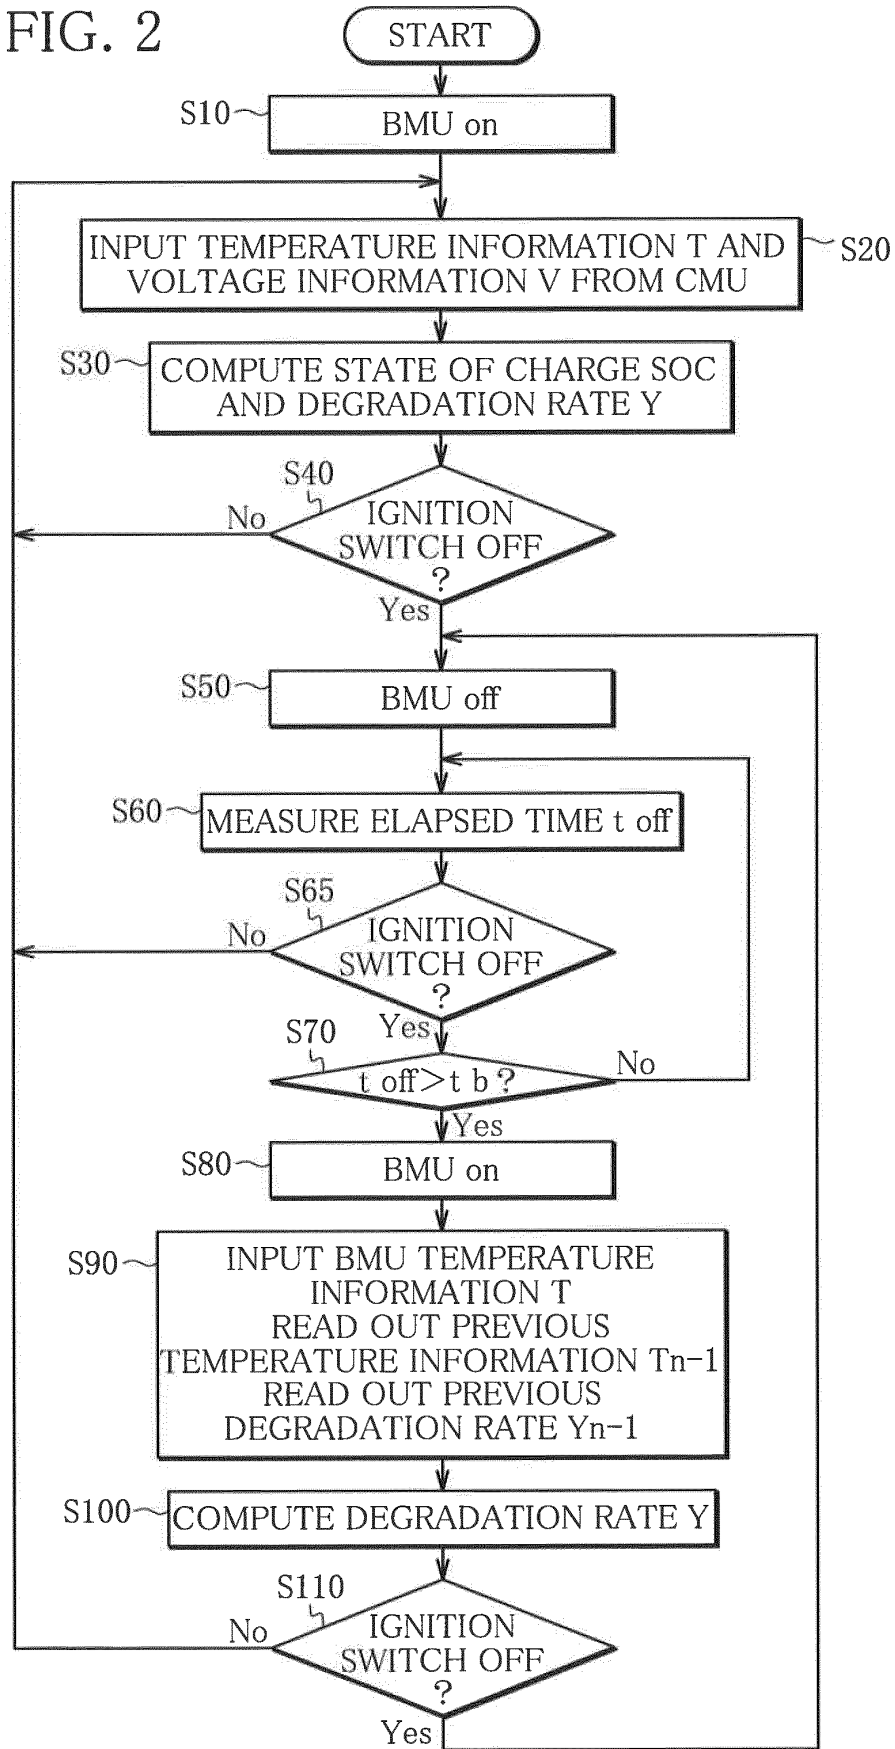 FIG. 2
START
S10
BMU on
INPUT TEMPERATURE INFORMATION T AND
VOLTAGE INFORMATION V FROM CMU
S20
S30
COMPUTE STATE OF CHARGE SOC
AND DEGRADATION RATE Y
S40
No
IGNITION
SWITCH OFF
?
Yes
S50
BMU off
S60
MEASURE ELAPSED TIME t off
S65
No
IGNITION
SWITCH OFF
?
Yes
S70
t off>t b?
No
Yes
S80
BMU on
S90
INPUT BMU TEMPERATURE
INFORMATION T
READ OUT PREVIOUS
TEMPERATURE INFORMATION Tn-1
READ OUT PREVIOUS
DEGRADATION RATE Yn-1
S100
COMPUTE DEGRADATION RATE Y
S110
No
IGNITION
SWITCH OFF
?
Yes